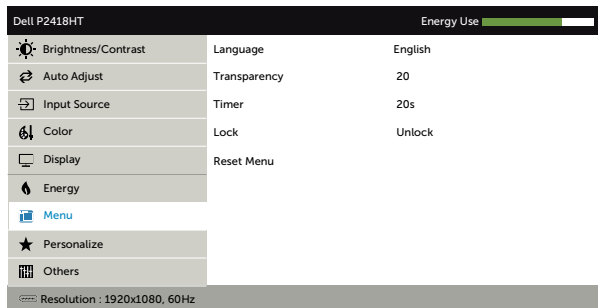 Dell P2418HT Energy Use
Brightness/Contrast Language English
Auto Adjust Transparency 20
Input Source Timer 20s
Color Lock Unlock
Display Reset Menu
Energy
Menu
Personalize
Others
Resolution : 1920x1080, 60Hz